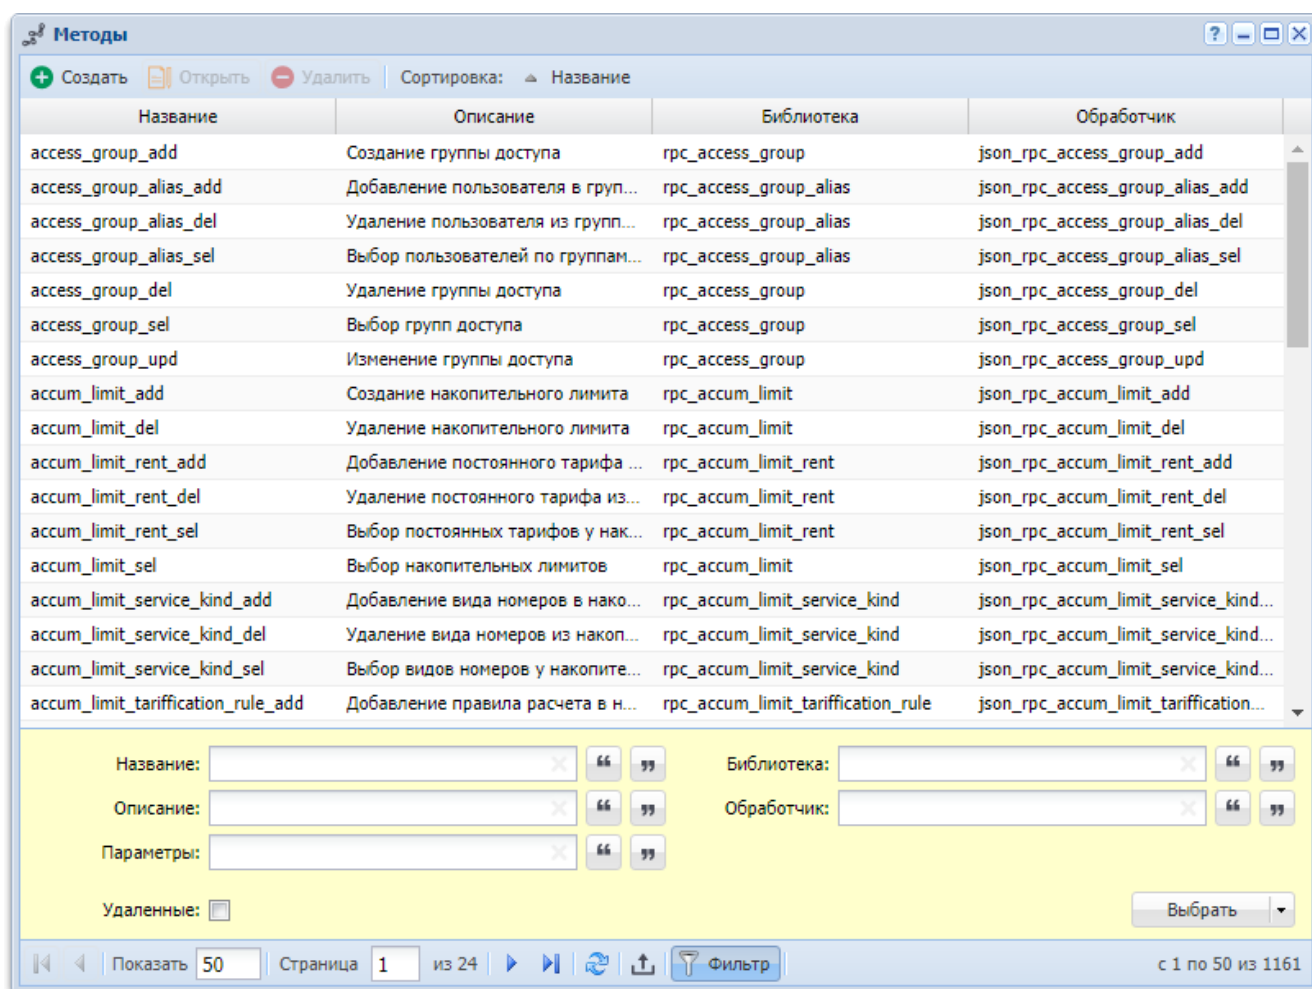 Методы
Создать Открыть Удалить Сортировка: Название
Название Описание Библиотека Обработчик
access_group_add Создание группы доступа rpc_access_group json_rpc_access_group_add
access_group_alias_add Добавление пользователя в груп... rpc_access_group_alias json_rpc_access_group_alias_add
access_group_alias_del Удаление пользователя из групп... rpc_access_group_alias json_rpc_access_group_alias_del
access_group_alias_sel Выбор пользователей по группам... rpc_access_group_alias json_rpc_access_group_alias_sel
access_group_del Удаление группы доступа rpc_access_group json_rpc_access_group_del
access_group_sel Выбор групп доступа rpc_access_group json_rpc_access_group_sel
access_group_upd Изменение группы доступа rpc_access_group json_rpc_access_group_upd
accum_limit_add Создание накопительного лимита rpc_accum_limit json_rpc_accum_limit_add
accum_limit_del Удаление накопительного лимита rpc_accum_limit json_rpc_accum_limit_del
accum_limit_rent_add Добавление постоянного тарифа ... rpc_accum_limit_rent json_rpc_accum_limit_rent_add
accum_limit_rent_del Удаление постоянного тарифа из... rpc_accum_limit_rent json_rpc_accum_limit_rent_del
accum_limit_rent_sel Выбор постоянных тарифов у нак... rpc_accum_limit_rent json_rpc_accum_limit_rent_sel
accum_limit_sel Выбор накопительных лимитов rpc_accum_limit json_rpc_accum_limit_sel
accum_limit_service_kind_add Добавление вида номеров в нако... rpc_accum_limit_service_kind json_rpc_accum_limit_service_kind...
accum_limit_service_kind_del Удаление вида номеров из накоп... rpc_accum_limit_service_kind json_rpc_accum_limit_service_kind...
accum_limit_service_kind_sel Выбор видов номеров у накопите... rpc_accum_limit_service_kind json_rpc_accum_limit_service_kind...
accum_limit_tariffication_rule_add Добавление правила расчета в н... rpc_accum_limit_tariffication_rule json_rpc_accum_limit_tariffication...
Название: Библиотека:
Описание: Обработчик:
Параметры:
Удаленные: Выбрать
Показать 50 Страница 1 из 24 Фильтр с 1 по 50 из 1161